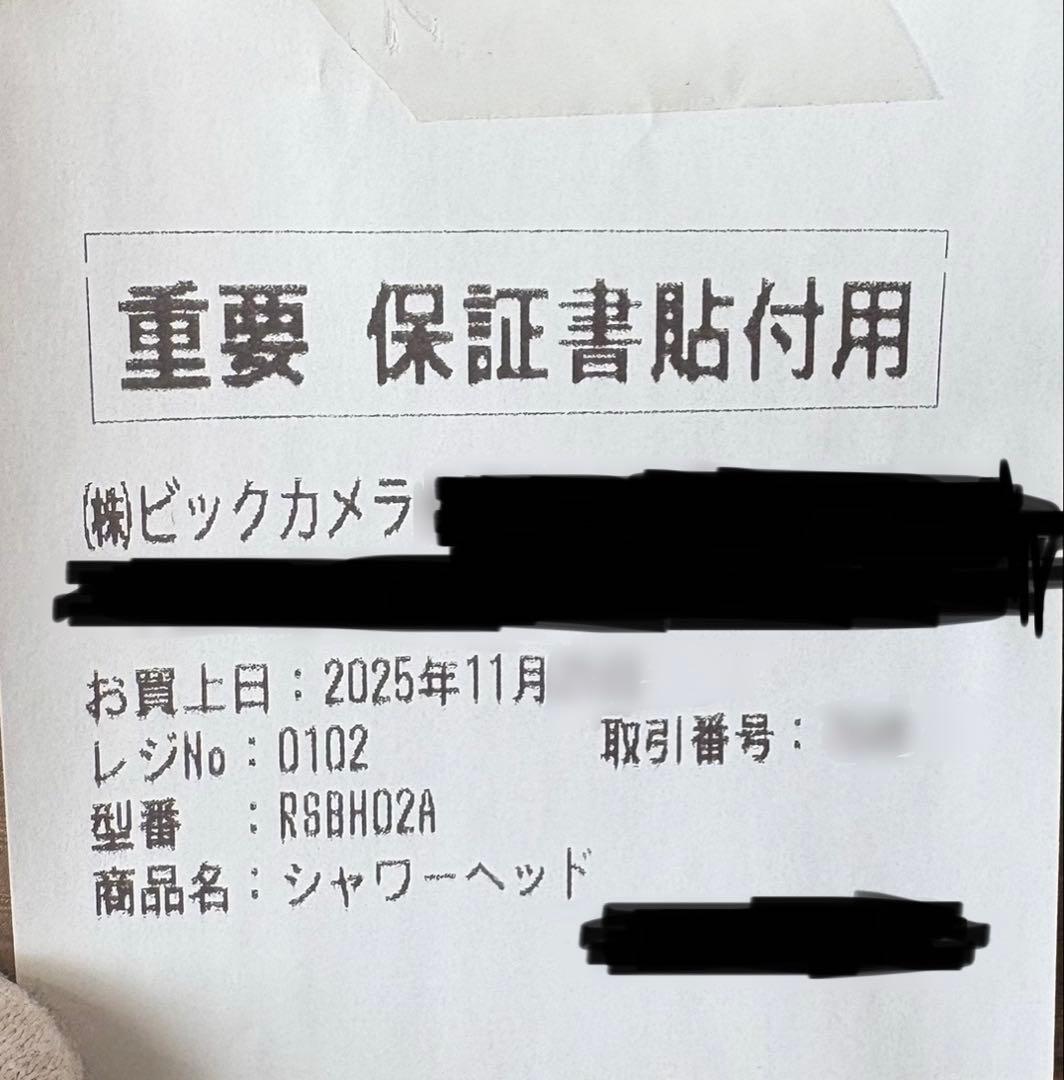 重要 保証書貼付用
㈱ビックカメラ
お買上日：2025年11月
レジNo：0102 取引番号：
型番　：RSBH02A
商品名：シャワーヘッド